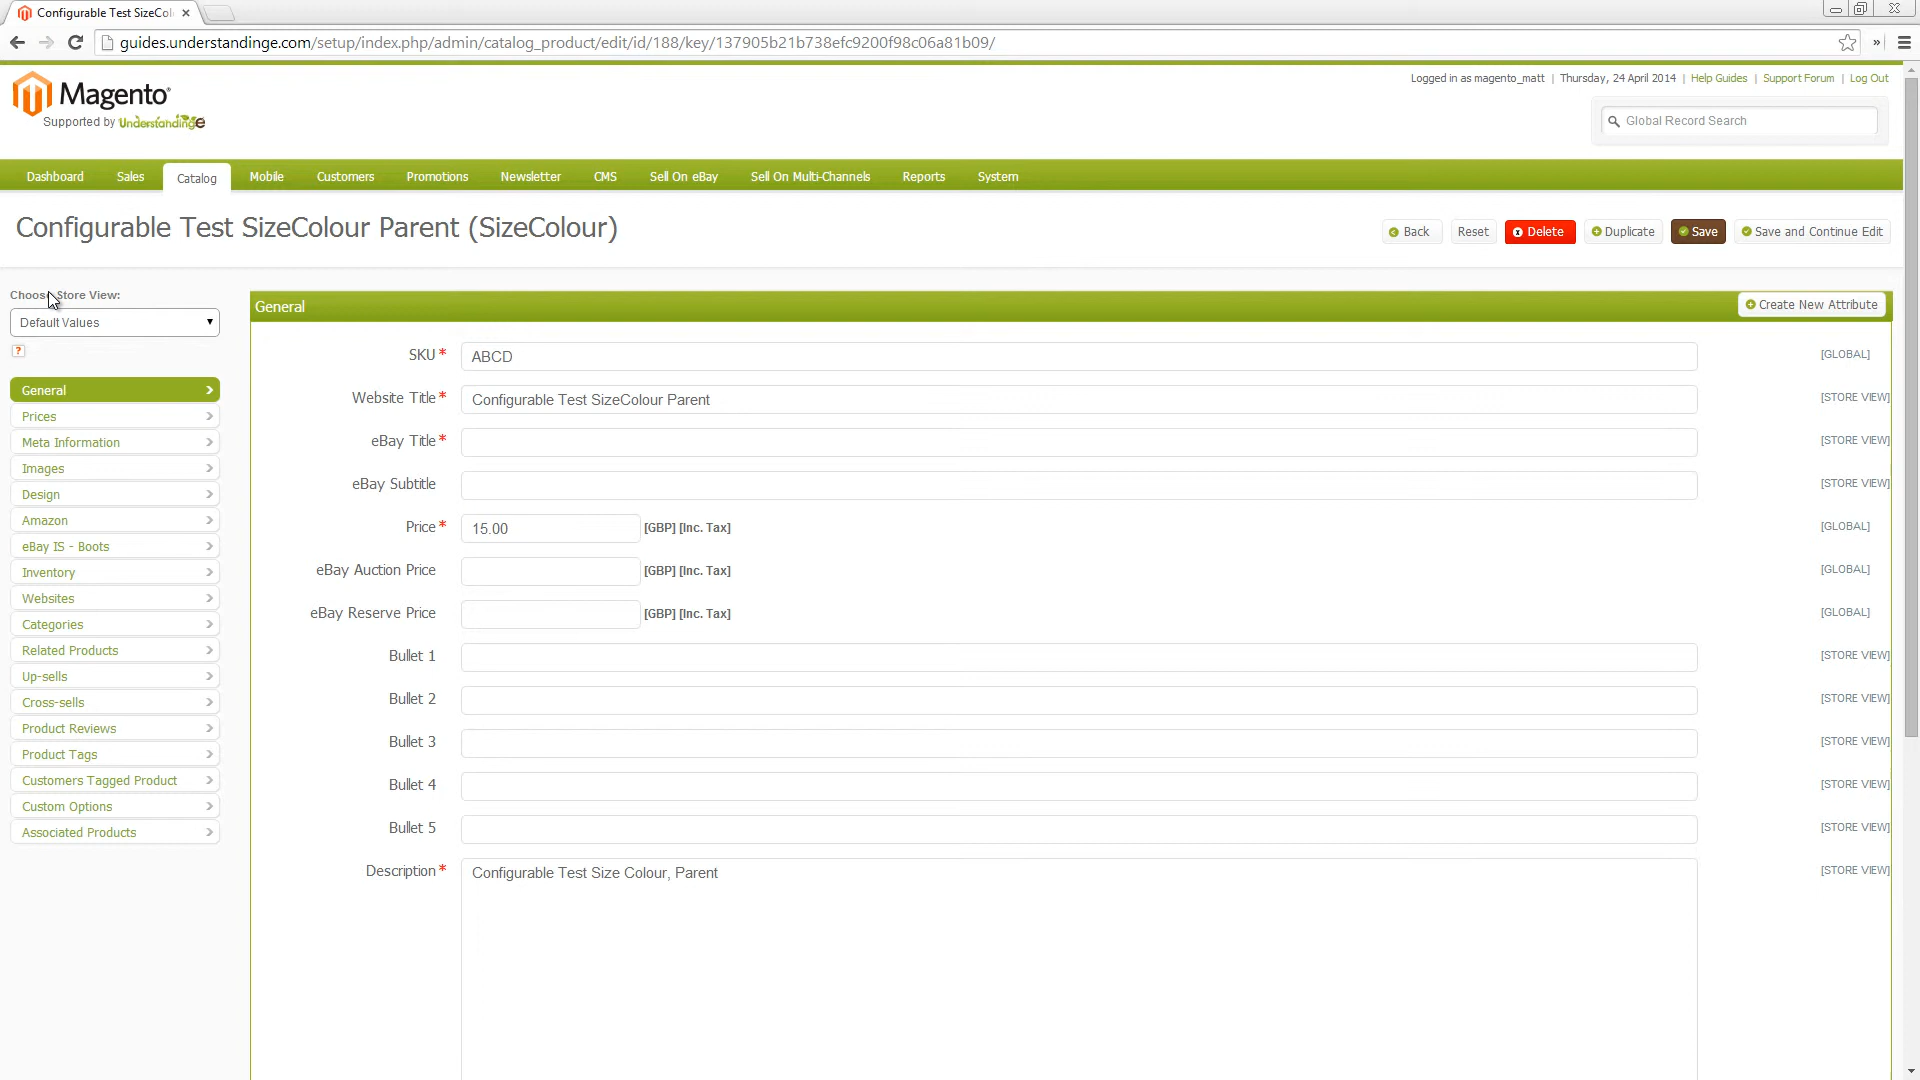 Configurable Test SizeCol
guides.understandinge.com/setup/index.php/admin/catalog_product/edit/id/188/key/137905b21b738efc9200f98c06a81b09/
Logged in as magento_matt | Thursday, 24 April 2014 | Help Guides | Support Forum | Log Out
Magento
Supported by Understandinge
Global Record Search
Dashboard Sales Catalog Mobile Customers Promotions Newsletter CMS Sell On eBay Sell On Multi-Channels Reports System
Configurable Test SizeColour Parent (SizeColour)
Back Reset Delete Duplicate Save Save and Continue Edit
Choose Store View:
Default Values
?
General
Prices
Meta Information
Images
Design
Amazon
eBay IS - Boots
Inventory
Websites
Categories
Related Products
Up-sells
Cross-sells
Product Reviews
Product Tags
Customers Tagged Product
Custom Options
Associated Products
General Create New Attribute
SKU * ABCD [GLOBAL]
Website Title * Configurable Test SizeColour Parent [STORE VIEW]
eBay Title * [STORE VIEW]
eBay Subtitle [STORE VIEW]
Price * 15.00 [GBP] [Inc. Tax] [GLOBAL]
eBay Auction Price [GBP] [Inc. Tax] [GLOBAL]
eBay Reserve Price [GBP] [Inc. Tax] [GLOBAL]
Bullet 1 [STORE VIEW]
Bullet 2 [STORE VIEW]
Bullet 3 [STORE VIEW]
Bullet 4 [STORE VIEW]
Bullet 5 [STORE VIEW]
Description * Configurable Test Size Colour, Parent [STORE VIEW]